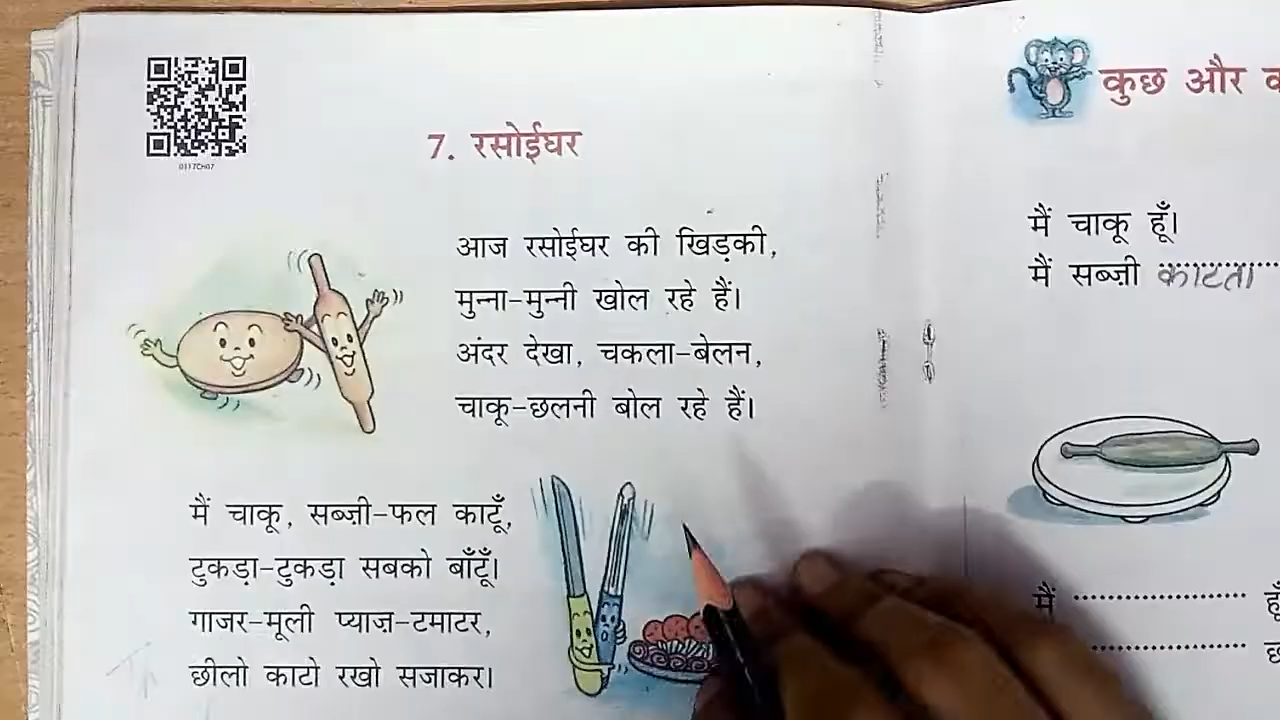 0117CH07
7. रसोईघर
आज रसोईघर की खिड़की,
मुन्ना-मुन्नी खोल रहे हैं।
अंदर देखा, चकला-बेलन,
चाकू-छलनी बोल रहे हैं।
मैं चाकू, सब्ज़ी-फल काटूँ,
टुकड़ा-टुकड़ा सबको बाँटूँ।
गाजर-मूली प्याज़-टमाटर,
छीलो काटो रखो सजाकर।
कुछ और
मैं चाकू हूँ।
मैं सब्ज़ी काटता
मैं ..................